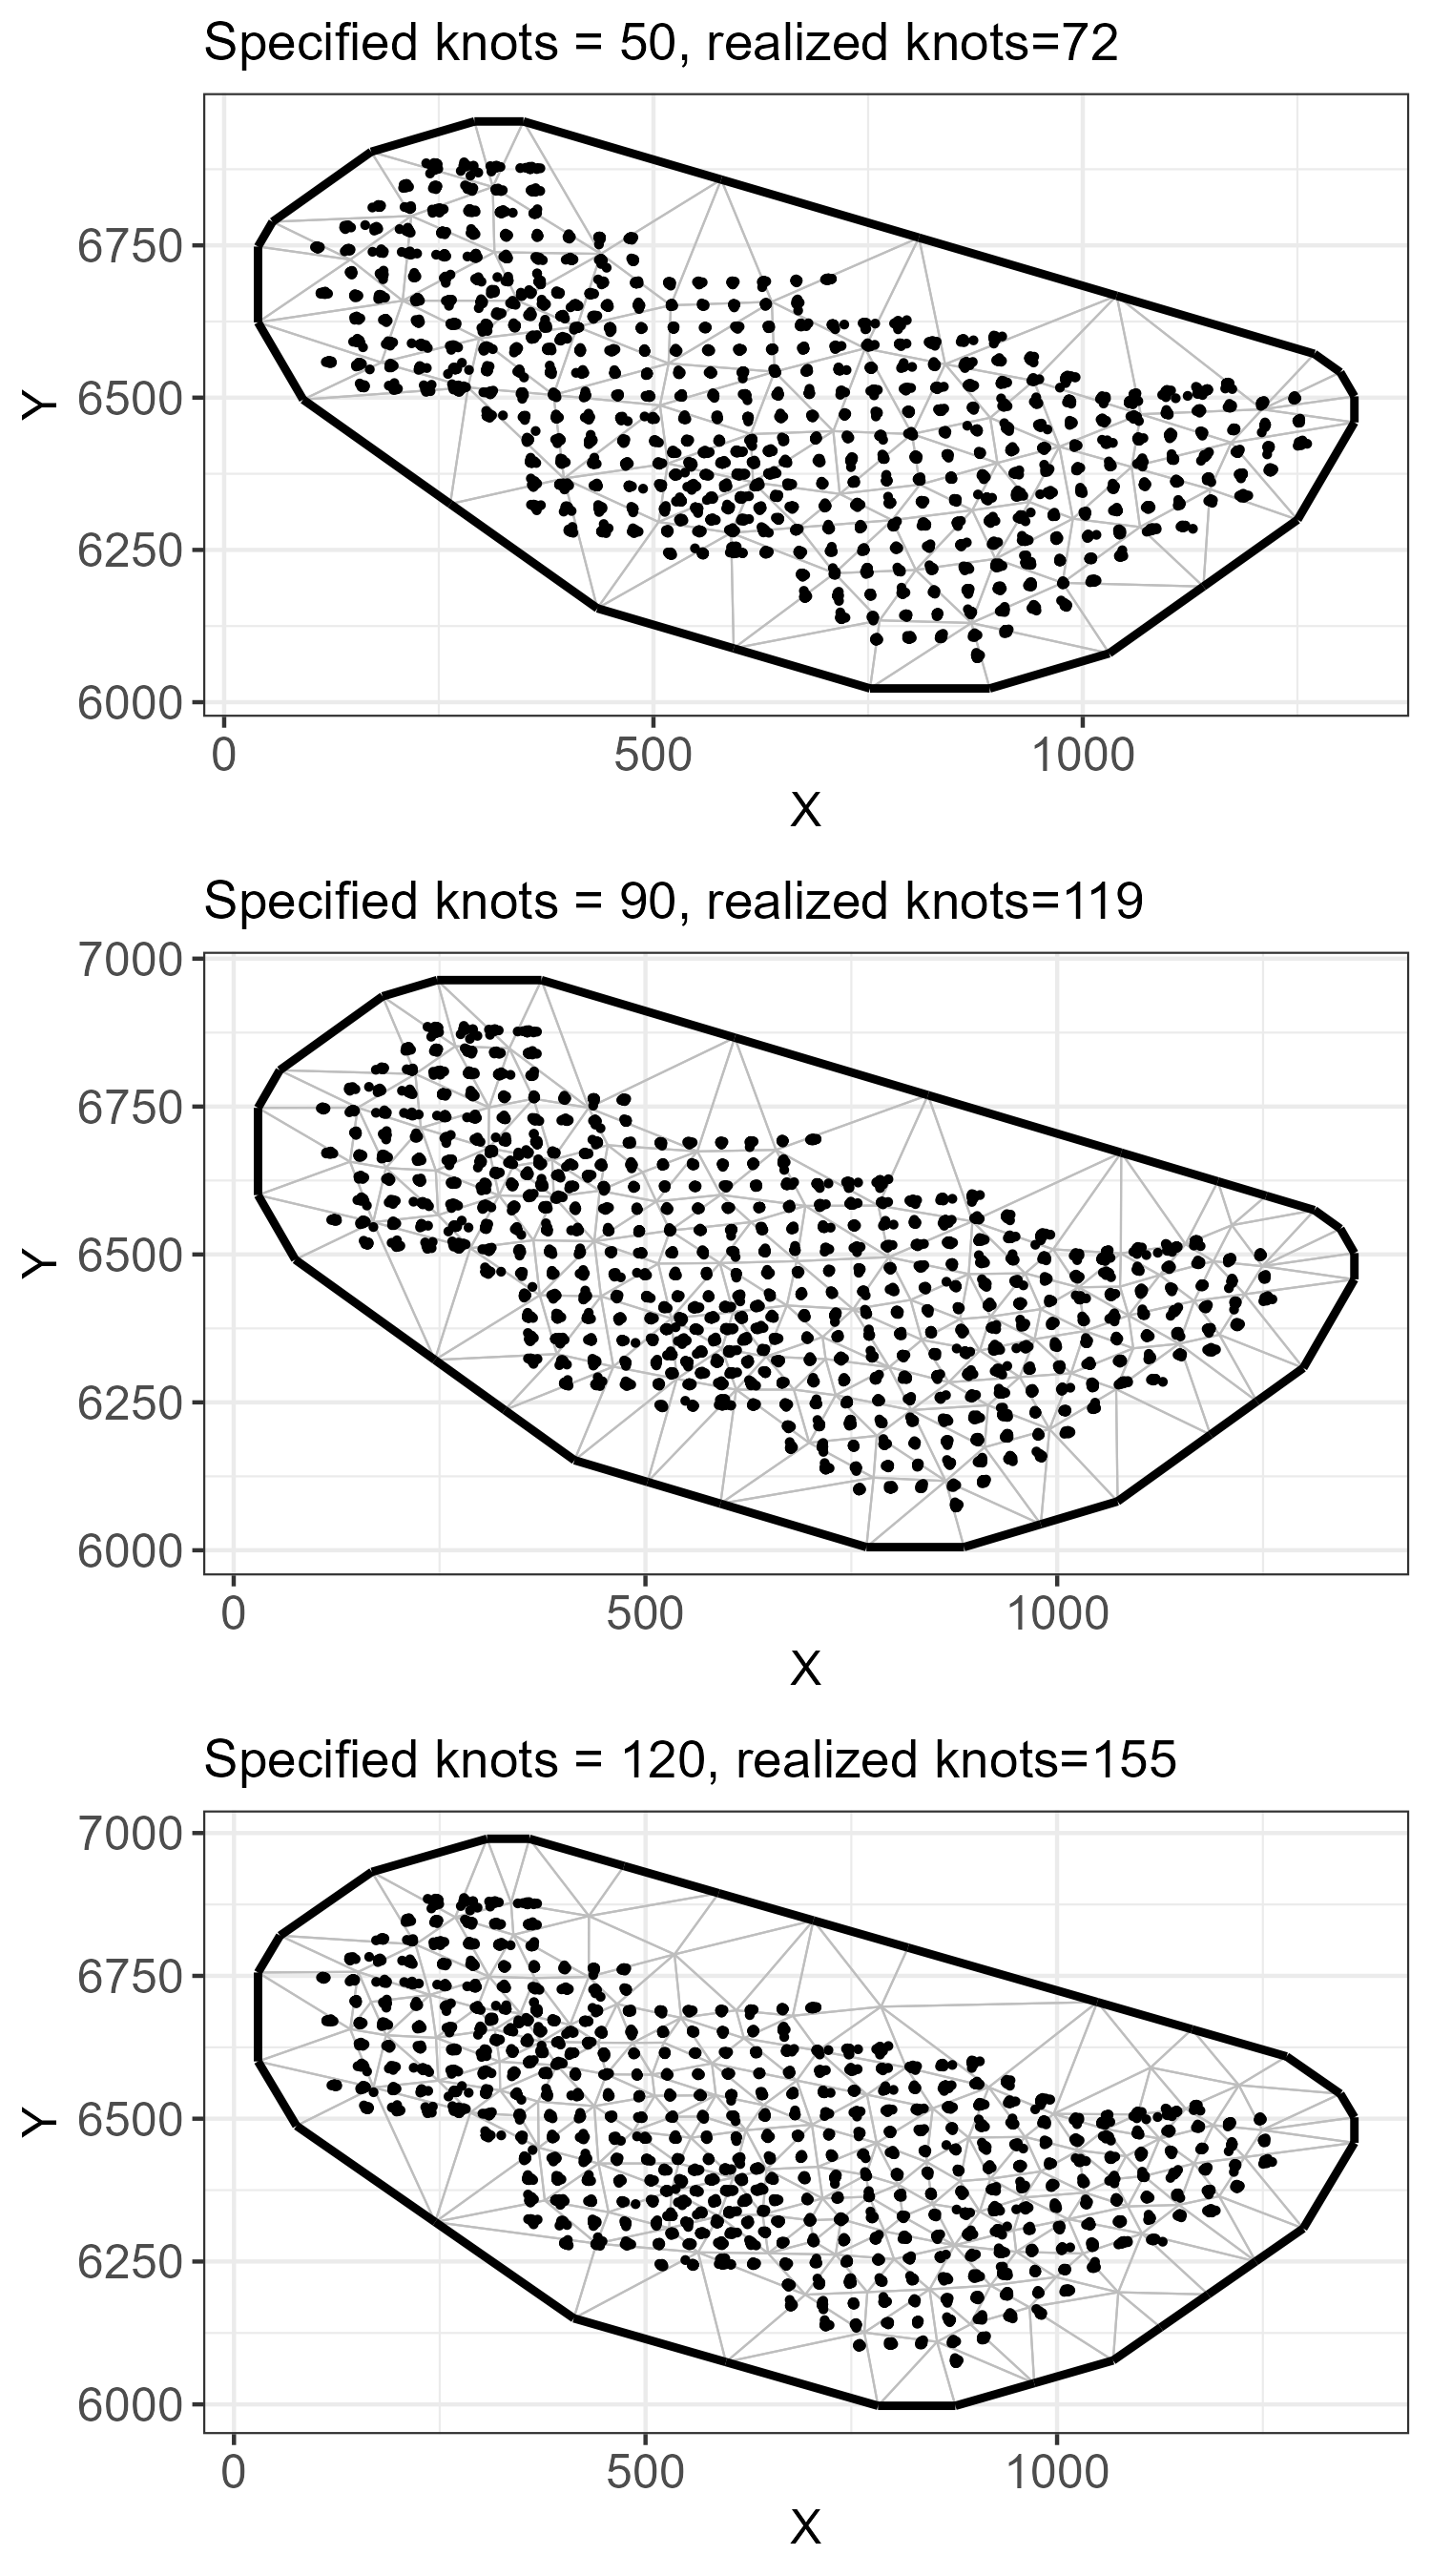 Specified knots = 50, realized knots=72
6750
6500
6250
6000
Y
0 500 1000
X
Specified knots = 90, realized knots=119
7000
6750
6500
6250
6000
Y
0 500 1000
X
Specified knots = 120, realized knots=155
7000
6750
6500
6250
6000
Y
0 500 1000
X